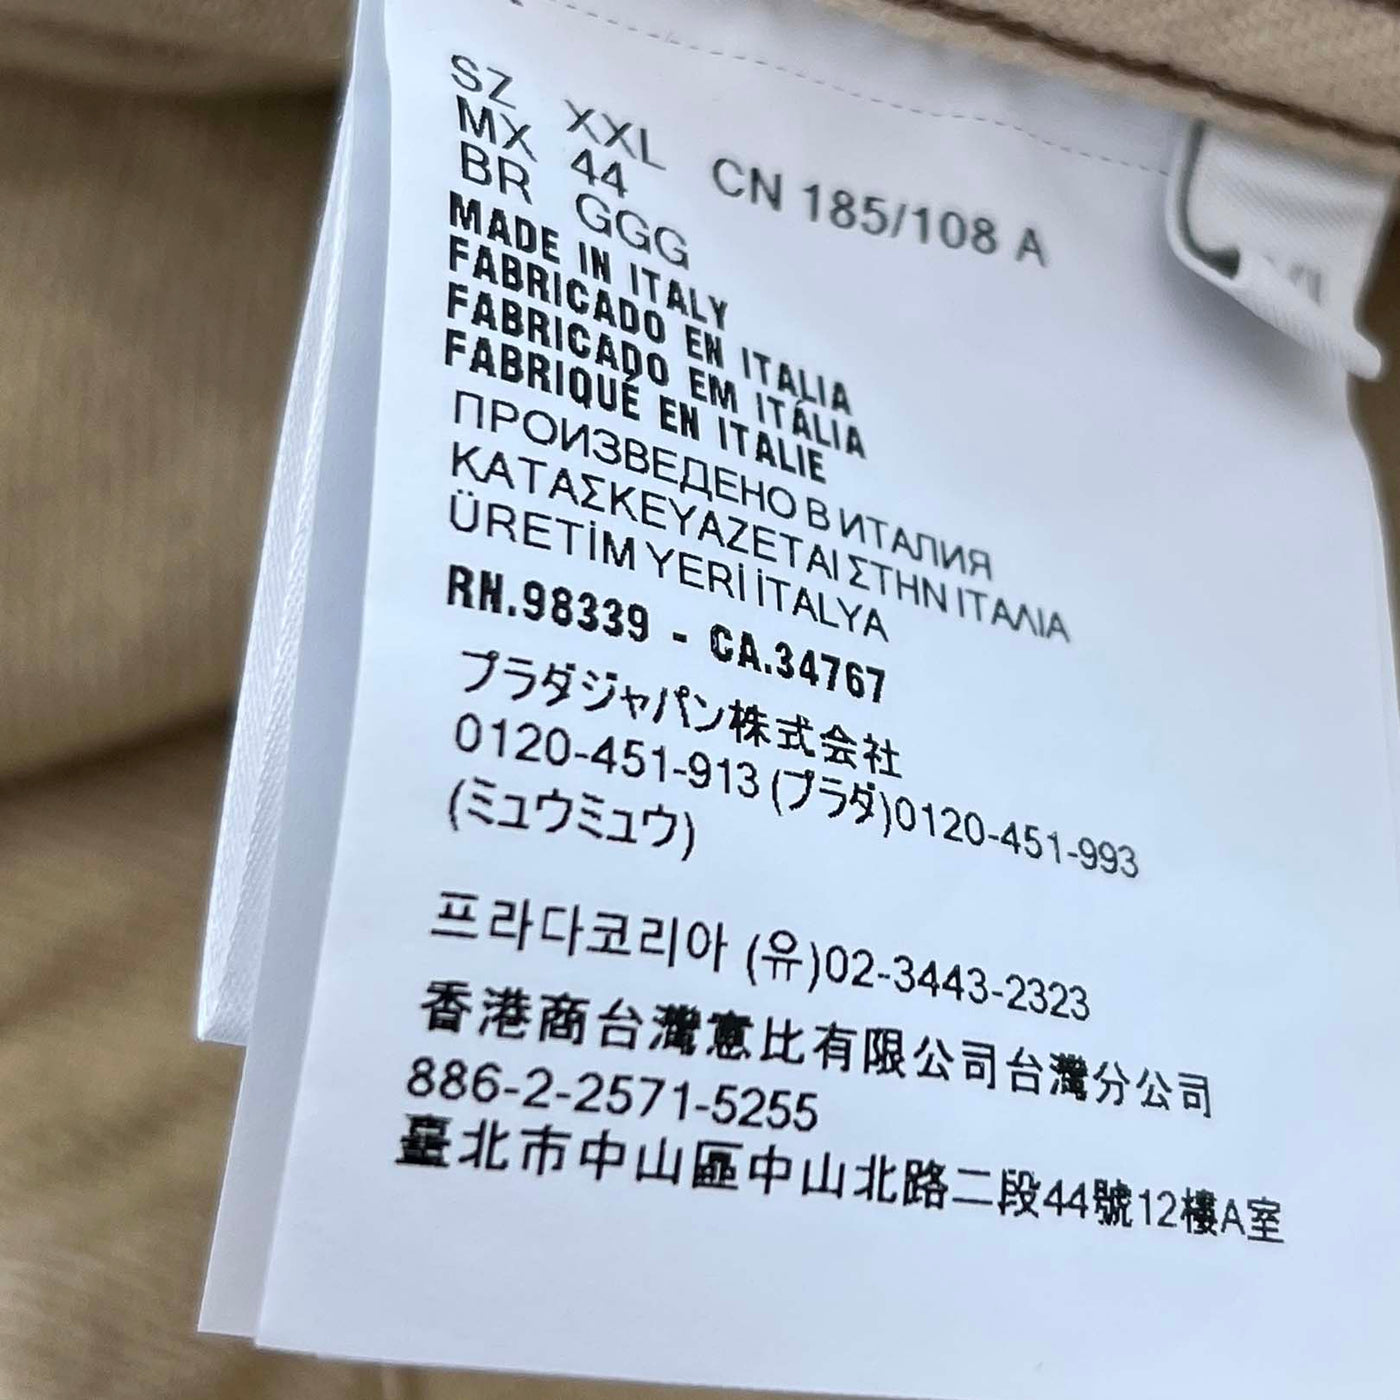 SZ XXL CN 185/108 A
MX 44
BR GGG
MADE IN ITALY
FABRICADO EN ITALIA
FABRICADO EM ITÁLIA
FABRIQUÉ EN ITALIE
ПРОИЗВЕДЕНО В ИТАЛИЯ
ΚΑΤΑΣΚΕΥΑΖΕΤΑΙ ΣΤΗΝ ΙΤΑΛΙΑ
ÜRETİM YERİ İTALYA
RN.98339 - CA.34767
プラダジャパン株式会社
0120-451-913 (プラダ)0120-451-993
(ミュウミュウ)
프라다코리아 (유)02-3443-2323
香港商台灣憲比有限公司台灣分公司
886-2-2571-5255
臺北市中山區中山北路二段44號12樓A室